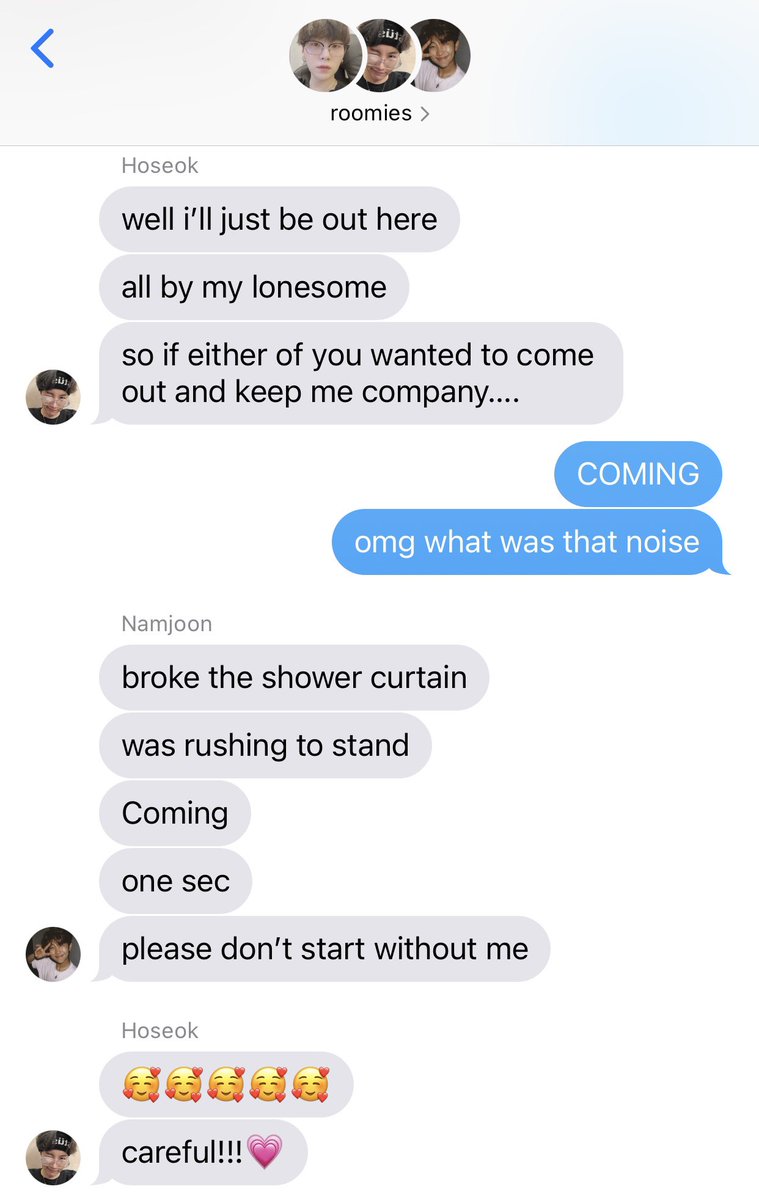 roomies
Hoseok
well i’ll just be out here
all by my lonesome
so if either of you wanted to come
out and keep me company....
COMING
omg what was that noise
Namjoon
broke the shower curtain
was rushing to stand
Coming
one sec
please don’t start without me
Hoseok
🥰🥰🥰🥰🥰
careful!!!💗